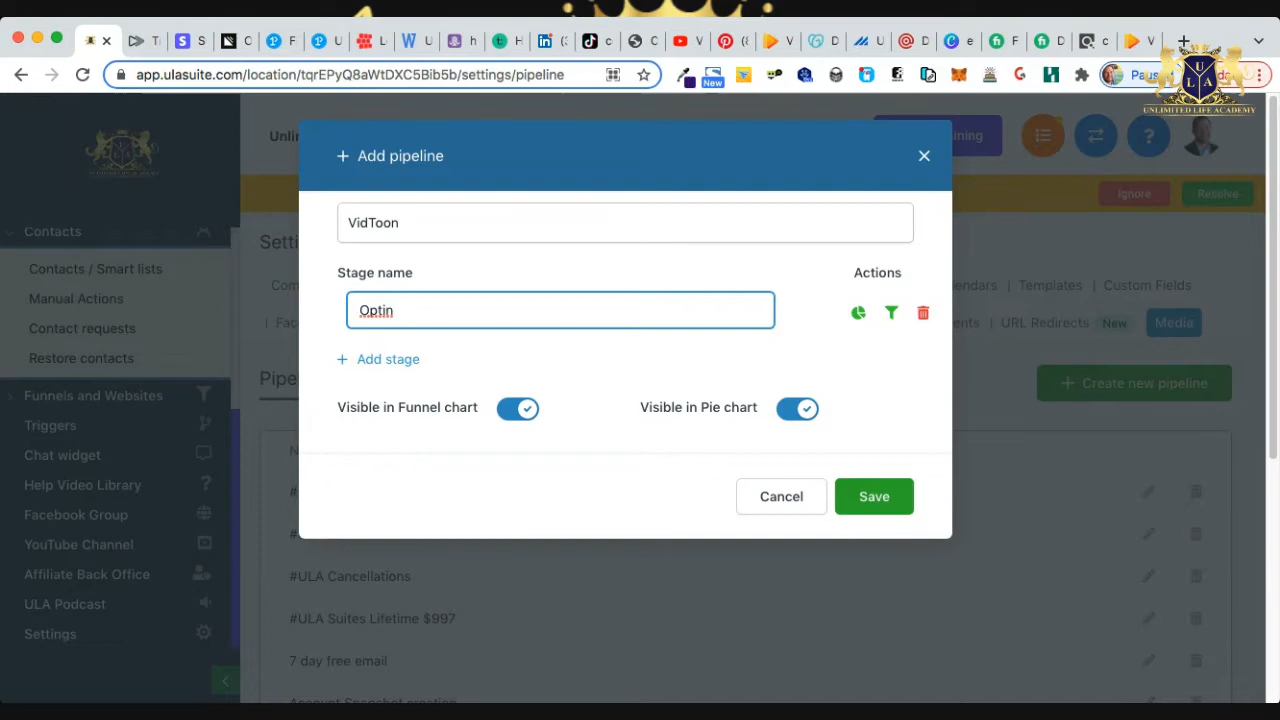 app.ulasuite.com/location/tqrEPyQ8aWtDXC5Bib5b/settings/pipeline
New
ULA
UNLIMITED LIFE ACADEMY
+ Add pipeline
VidToon
Stage name
Actions
Optin
+ Add stage
Visible in Funnel chart
Visible in Pie chart
Cancel
Save
Contacts
Contacts / Smart lists
Manual Actions
Contact requests
Restore contacts
Funnels and Websites
Triggers
Chat widget
Help Video Library
Facebook Group
YouTube Channel
Affiliate Back Office
ULA Podcast
Settings
Ignore
Resolve
Templates | Custom Fields
URL Redirects New
Media
+ Create new pipeline
#ULA Cancellations
#ULA Suites Lifetime $997
7 day free email